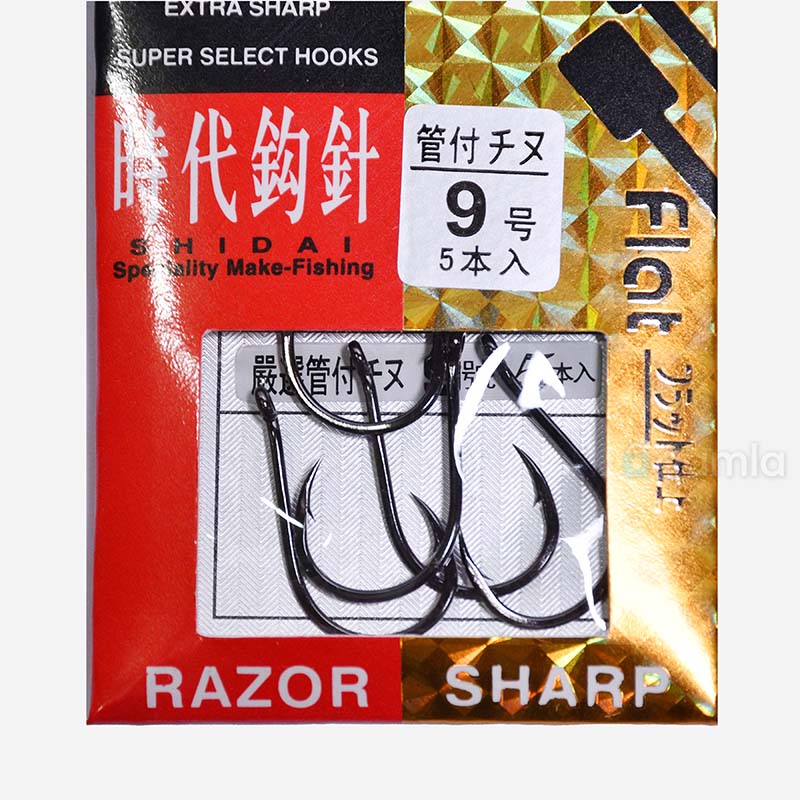 EXTRA SHARP
SUPER SELECT HOOKS
時代鈎針
SHIDAI
Speciality Make-Fishing
管付チヌ
9号
5本入
Flat
フラット仕上
嚴選管付チヌ
号
本入
RAZOR SHARP